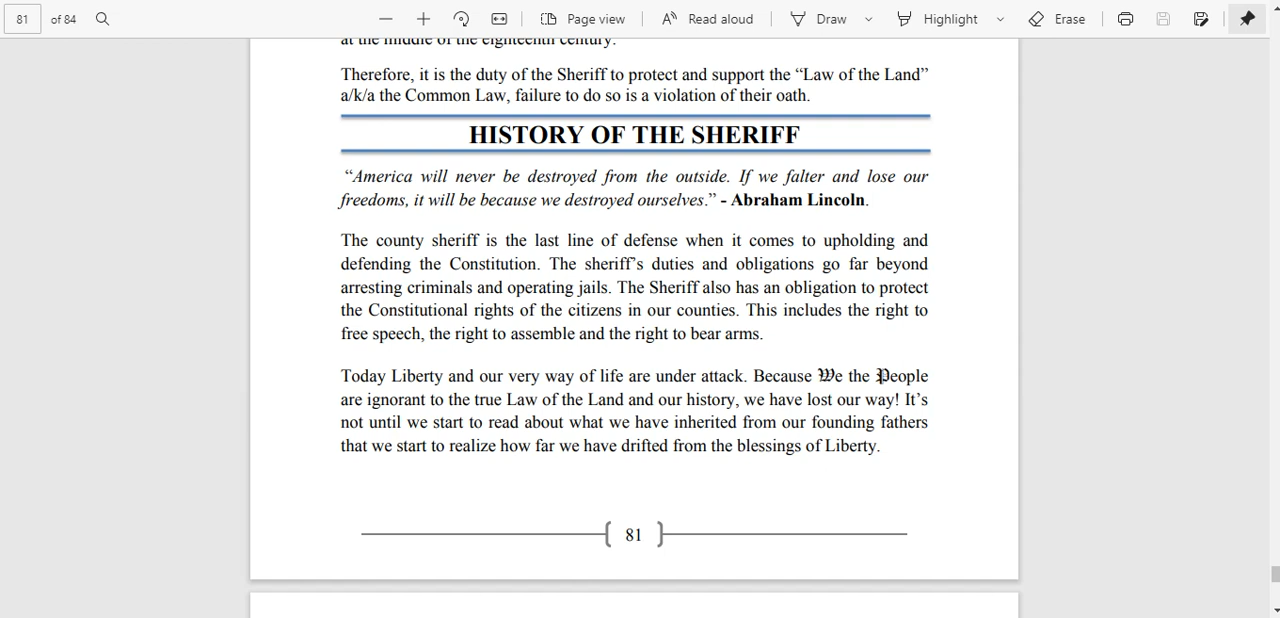 81 of 84 Page view Read aloud Draw Highlight Erase
at the middle of the eighteenth century.
Therefore, it is the duty of the Sheriff to protect and support the “Law of the Land”
a/k/a the Common Law, failure to do so is a violation of their oath.
HISTORY OF THE SHERIFF
“America will never be destroyed from the outside. If we falter and lose our
freedoms, it will be because we destroyed ourselves.” - Abraham Lincoln.
The county sheriff is the last line of defense when it comes to upholding and
defending the Constitution. The sheriff’s duties and obligations go far beyond
arresting criminals and operating jails. The Sheriff also has an obligation to protect
the Constitutional rights of the citizens in our counties. This includes the right to
free speech, the right to assemble and the right to bear arms.
Today Liberty and our very way of life are under attack. Because We the People
are ignorant to the true Law of the Land and our history, we have lost our way! It’s
not until we start to read about what we have inherited from our founding fathers
that we start to realize how far we have drifted from the blessings of Liberty.
{ 81 }